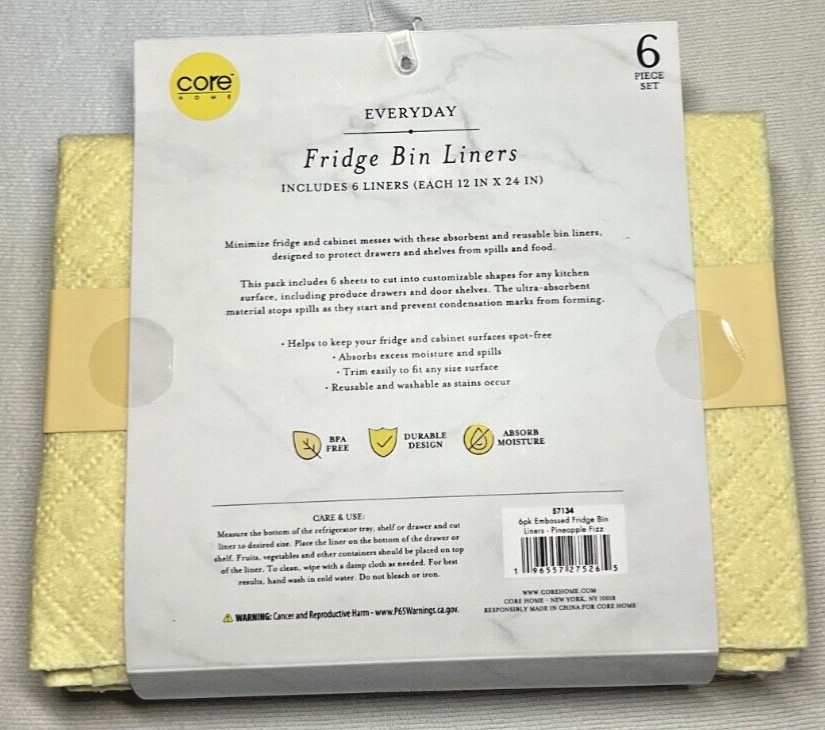 core™
HOME
6
PIECE
SET
EVERYDAY
Fridge Bin Liners
INCLUDES 6 LINERS (EACH 12 IN X 24 IN)
Minimize fridge and cabinet messes with these absorbent and reusable bin liners,
designed to protect drawers and shelves from spills and food.
This pack includes 6 sheets to cut into customizable shapes for any kitchen
surface, including produce drawers and door shelves. The ultra-absorbent
material stops spills as they start and prevent condensation marks from forming.
· Helps to keep your fridge and cabinet surfaces spot-free
· Absorbs excess moisture and spills
· Trim easily to fit any size surface
· Reusable and washable as stains occur
BPA
FREE
DURABLE
DESIGN
ABSORB
MOISTURE
CARE & USE:
Measure the bottom of the refrigerator tray, shelf or drawer and cut
liner to desired size. Place the liner on the bottom of the drawer or
shelf. Fruits, vegetables and other containers should be placed on top
of the liner. To clean, wipe with a damp cloth as needed. For best
results, hand wash in cold water. Do not bleach or iron.
WARNING: Cancer and Reproductive Harm - www.P65Warnings.ca.gov.
57134
6pk Embossed Fridge Bin
Liners - Pineapple Fizz
1 96557 27526 5
WWW.COREHOME.COM
CORE HOME - NEW YORK, NY 10018
RESPONSIBLY MADE IN CHINA FOR CORE HOME